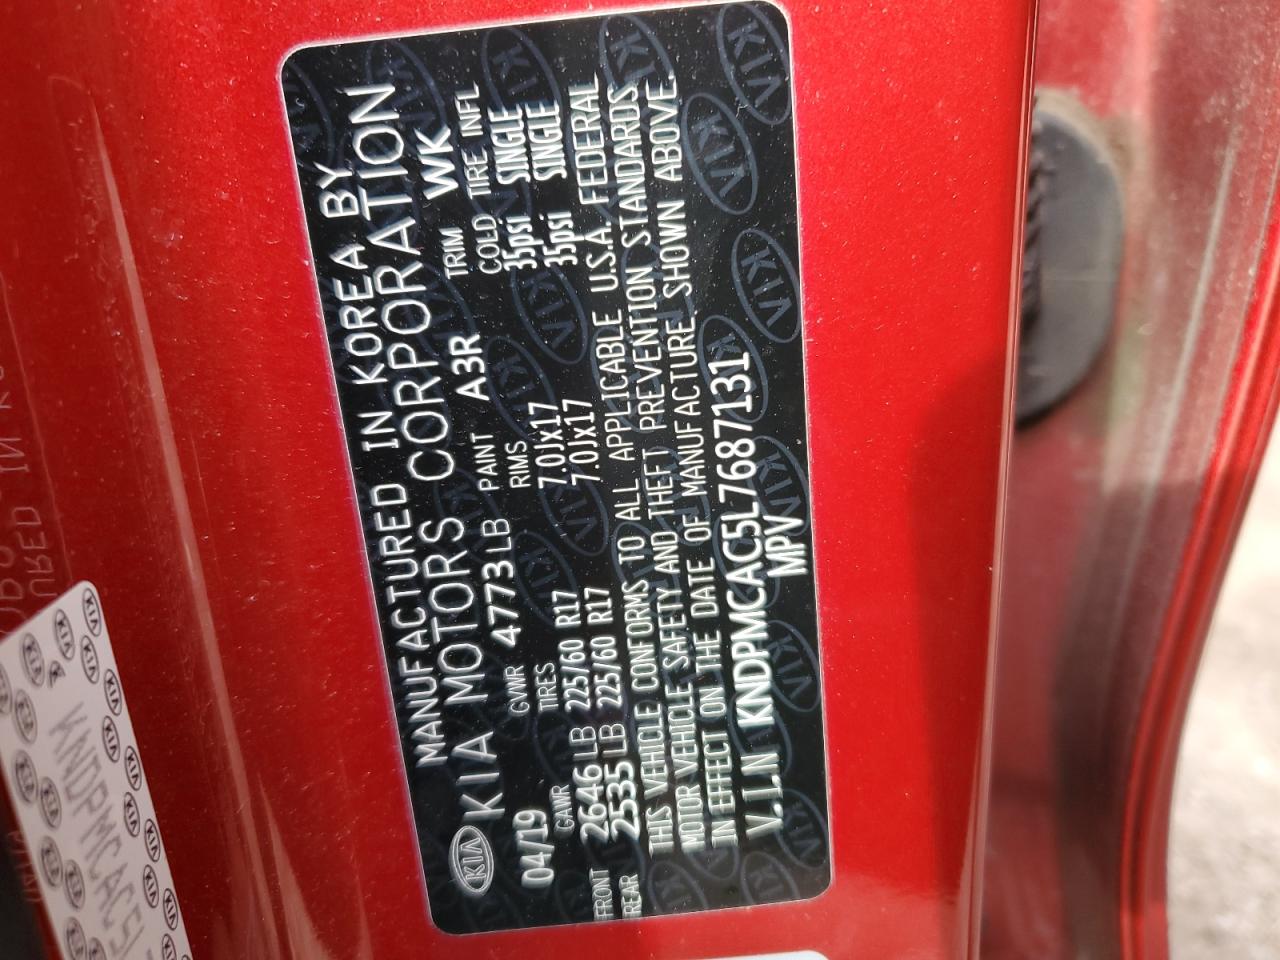 MANUFACTURED IN KOREA BY
KIA KIA MOTORS CORPORATION
04/19 GVWR 4773LB PAINT A3R TRIM WK
GAWR TIRES RIMS COLD TIRE INFL
FRONT 2646LB 225/60 R17 7.0Jx17 35psi SINGLE
REAR 2535LB 225/60 R17 7.0Jx17 35psi SINGLE
THIS VEHICLE CONFORMS TO ALL APPLICABLE U.S.A. FEDERAL
MOTOR VEHICLE SAFETY AND THEFT PREVENTION STANDARDS
IN EFFECT ON THE DATE OF MANUFACTURE SHOWN ABOVE.
V.I.N KNDPMCAC5L7687131
MPV
KNDPMCAC5L